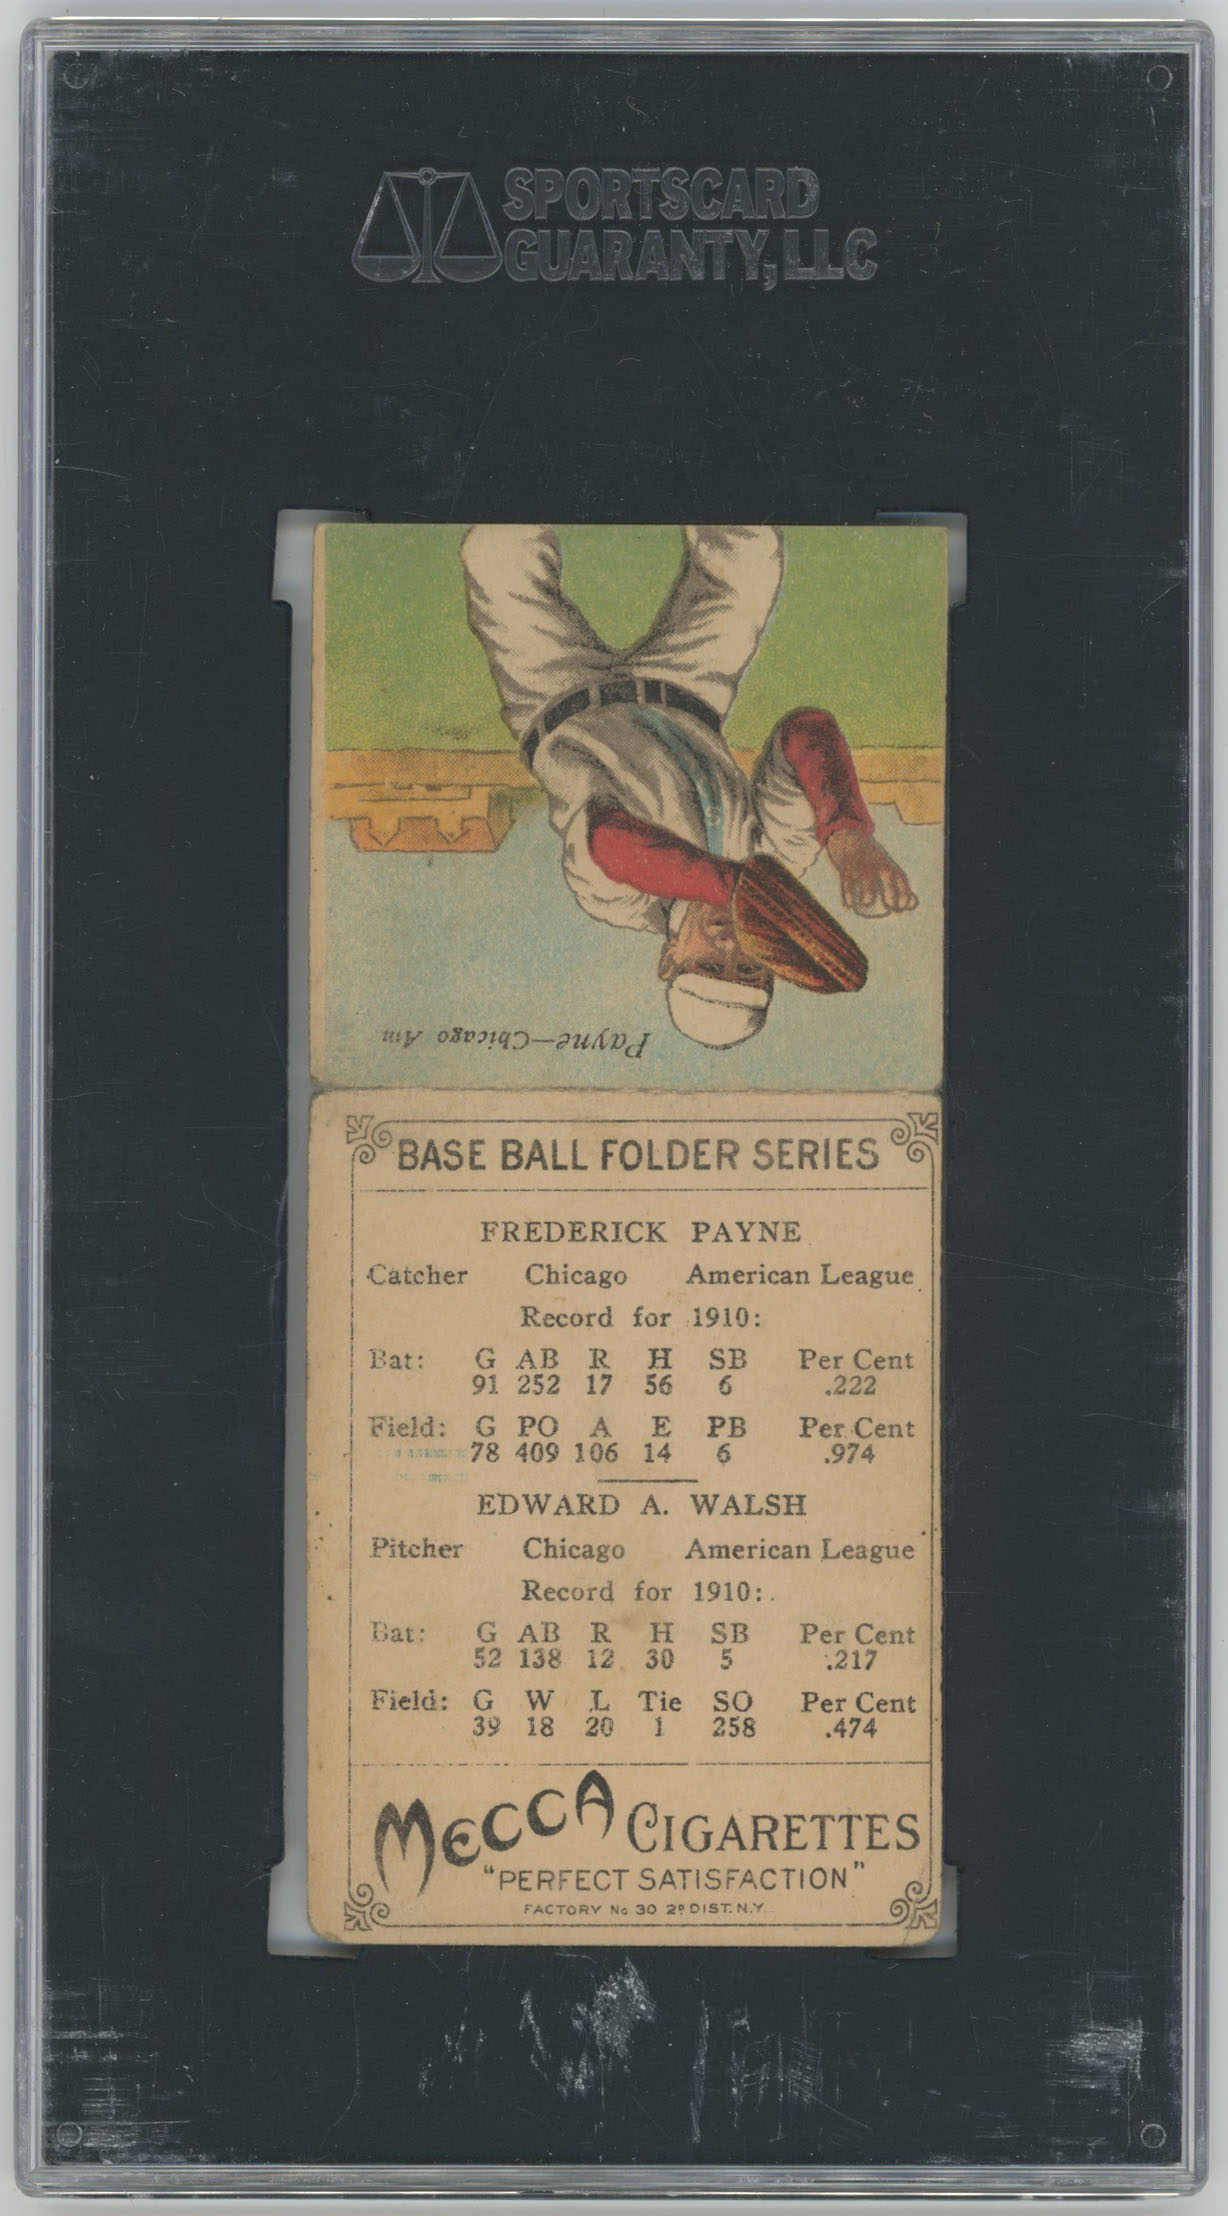 SPORTSCARD
GUARANTY, LLC
Payne—Chicago Am.
BASE BALL FOLDER SERIES
FREDERICK PAYNE
Catcher Chicago American League
Record for 1910:
Bat: G AB R H SB Per Cent
91 252 17 56 6 .222
Field: G PO A E PB Per Cent
78 409 106 14 6 .974
EDWARD A. WALSH
Pitcher Chicago American League
Record for 1910:
Bat: G AB R H SB Per Cent
52 138 12 30 5 .217
Field: G W L Tie SO Per Cent
39 18 20 1 258 .474
MECCA CIGARETTES
"PERFECT SATISFACTION"
FACTORY No. 30 2D DIST. N.Y.